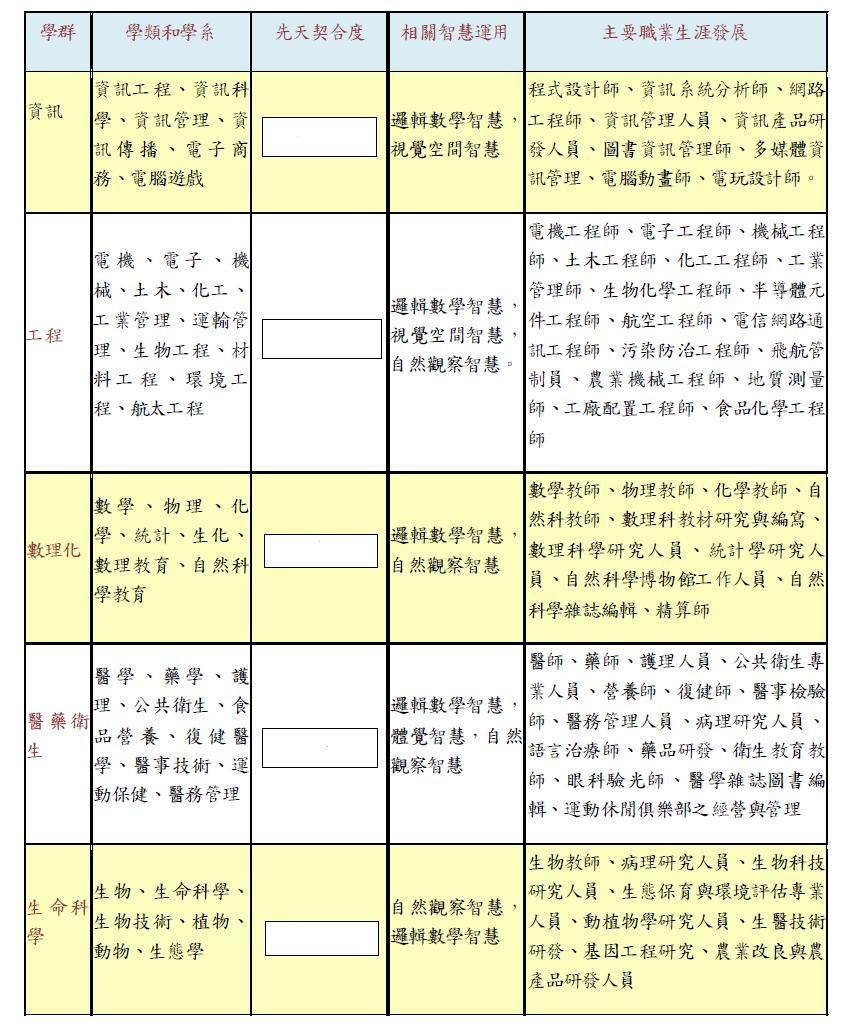 學群 學類和學系 先天契合度 相關智慧運用 主要職業生涯發展
資訊
資訊工程、資訊科
學、資訊管理、資
訊傳播、電子商
務、電腦遊戲
邏輯數學智慧，
視覺空間智慧
程式設計師、資訊系統分析師、網路
工程師、資訊管理人員、資訊產品研
發人員、圖書資訊管理師、多媒體資
訊管理、電腦動畫師、電玩設計師。
工程
電機、電子、機
械、土木、化工、
工業管理、運輸管
理、生物工程、材
料工程、環境工
程、航太工程
邏輯數學智慧，
視覺空間智慧，
自然觀察智慧。
電機工程師、電子工程師、機械工程
師、土木工程師、化工工程師、工業
管理師、生物化學工程師、半導體元
件工程師、航空工程師、電信網路通
訊工程師、污染防治工程師、飛航管
制員、農業機械工程師、地質測量
師、工廠配置工程師、食品化學工程
師
數理化
數學、物理、化
學、統計、生化、
數理教育、自然科
學教育
邏輯數學智慧，
自然觀察智慧
數學教師、物理教師、化學教師、自
然科教師、數理科教材研究與編寫、
數理科學研究人員、統計學研究人
員、自然科學博物館工作人員、自然
科學雜誌編輯、精算師
醫藥衛
生
醫學、藥學、護
理、公共衛生、食
品營養、復健醫
學、醫事技術、運
動保健、醫務管理
邏輯數學智慧，
體覺智慧，自然
觀察智慧
醫師、藥師、護理人員、公共衛生專
業人員、營養師、復健師、醫事檢驗
師、醫務管理人員、病理研究人員、
語言治療師、藥品研發、衛生教育教
師、眼科驗光師、醫學雜誌圖書編
輯、運動休閒俱樂部之經營與管理
生命科
學
生物、生命科學、
生物技術、植物、
動物、生態學
自然觀察智慧，
邏輯數學智慧
生物教師、病理研究人員、生物科技
研究人員、生態保育與環境評估專業
人員、動植物學研究人員、生醫技術
研發、基因工程研究、農業改良與農
產品研發人員